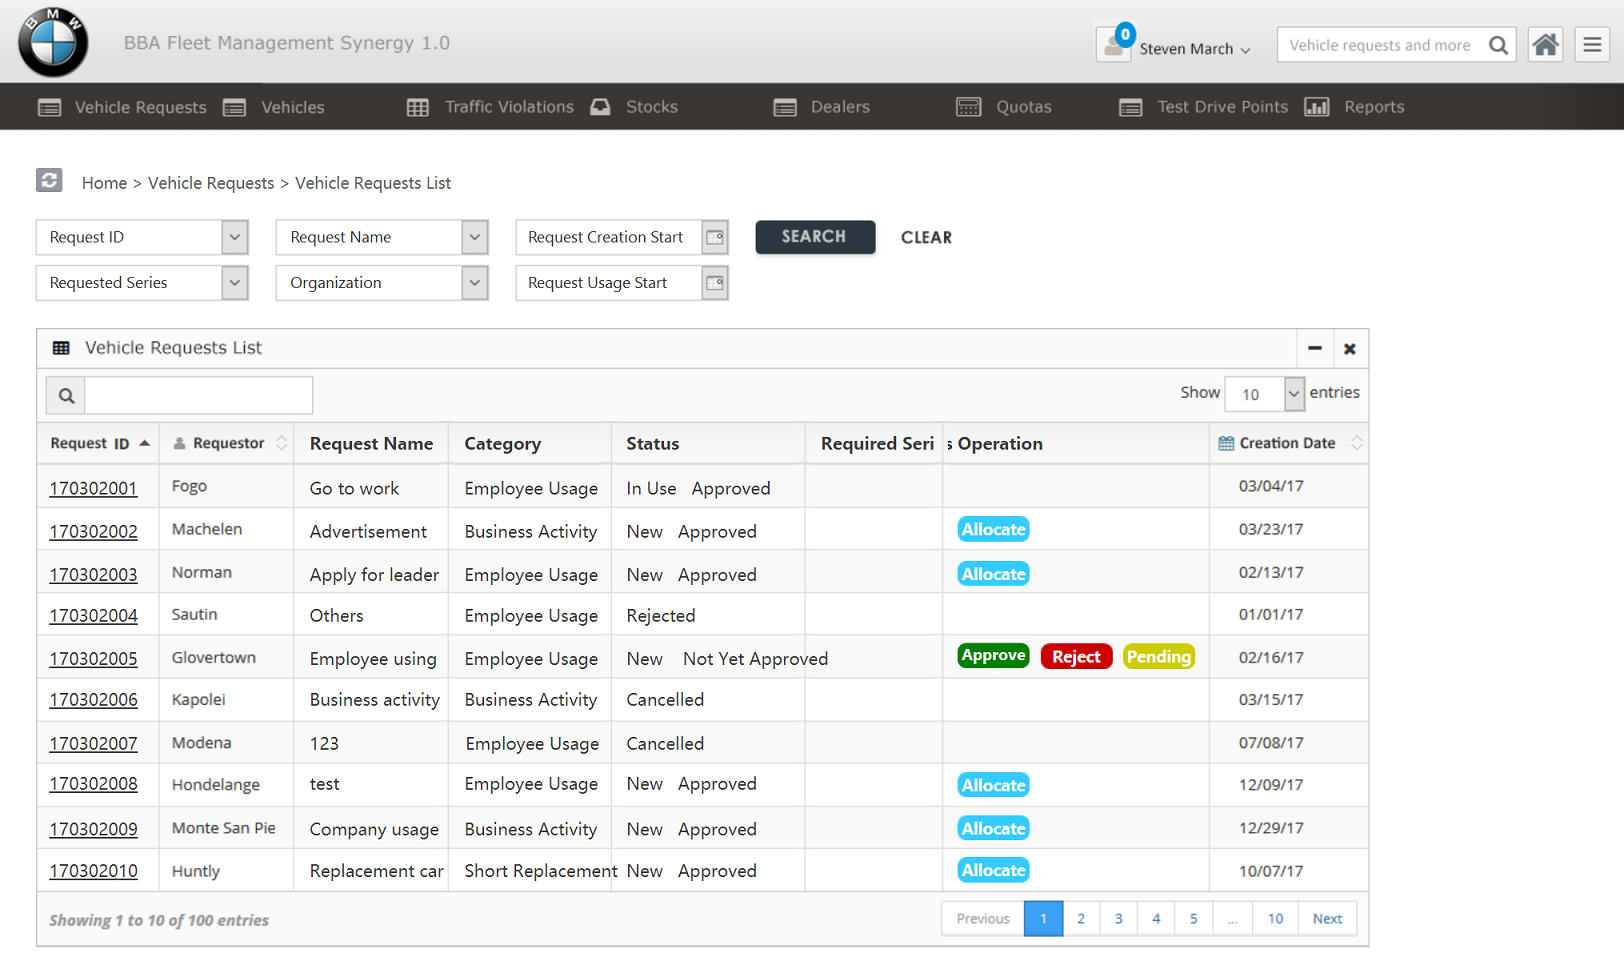 BMW
BBA Fleet Management Synergy 1.0
0
Steven March
Vehicle requests and more
Vehicle Requests Vehicles Traffic Violations Stocks Dealers Quotas Test Drive Points Reports
Home > Vehicle Requests > Vehicle Requests List
Request ID Request Name Request Creation Start SEARCH CLEAR
Requested Series Organization Request Usage Start
Vehicle Requests List
Show 10 entries
Request ID Requestor Request Name Category Status Required Seri s Operation Creation Date
170302001 Fogo Go to work Employee Usage In Use Approved 03/04/17
170302002 Machelen Advertisement Business Activity New Approved Allocate 03/23/17
170302003 Norman Apply for leader Employee Usage New Approved Allocate 02/13/17
170302004 Sautin Others Employee Usage Rejected 01/01/17
170302005 Glovertown Employee using Employee Usage New Not Yet Approved Approve Reject Pending 02/16/17
170302006 Kapolei Business activity Business Activity Cancelled 03/15/17
170302007 Modena 123 Employee Usage Cancelled 07/08/17
170302008 Hondelange test Employee Usage New Approved Allocate 12/09/17
170302009 Monte San Pie Company usage Business Activity New Approved Allocate 12/29/17
170302010 Huntly Replacement car Short Replacement New Approved Allocate 10/07/17
Showing 1 to 10 of 100 entries
Previous 1 2 3 4 5 ... 10 Next